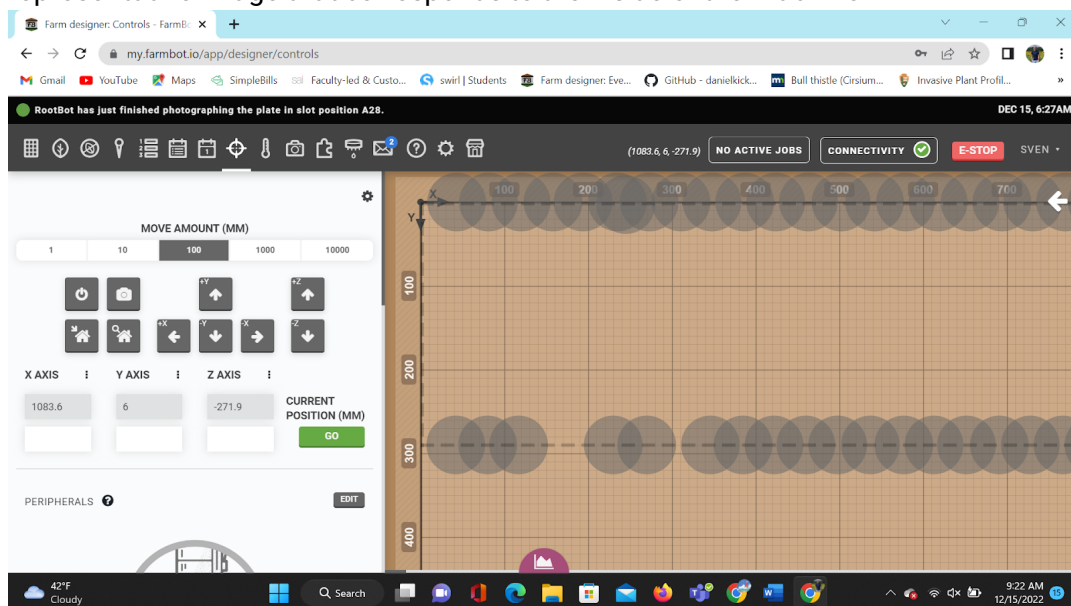 Farm designer: Controls - FarmBo
my.farmbot.io/app/designer/controls
Gmail YouTube Maps SimpleBills Faculty-led & Custo... swirl | Students Farm designer: Eve... GitHub - danielkick... Bull thistle (Cirsium... Invasive Plant Profil... »
RootBot has just finished photographing the plate in slot position A28. DEC 15, 6:27AM
2 (1083.6, 6, -271.9) NO ACTIVE JOBS CONNECTIVITY E-STOP SVEN
X 100 200 300 400 500 600 700
Y
MOVE AMOUNT (MM)
1 10 100 1000 10000
+Y +Z
100
+X -Y -X -Z
X AXIS Y AXIS Z AXIS
200
1083.6 6 -271.9 CURRENT POSITION (MM)
GO
300
PERIPHERALS EDIT
400
42°F
Cloudy
Search
9:22 AM
12/15/2022 15